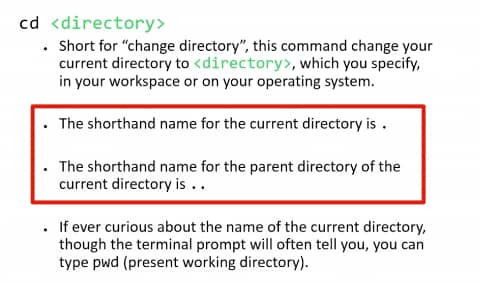 cd <directory>
• Short for “change directory”, this command change your
current directory to <directory>, which you specify,
in your workspace or on your operating system.
• The shorthand name for the current directory is .
• The shorthand name for the parent directory of the
current directory is ..
• If ever curious about the name of the current directory,
though the terminal prompt will often tell you, you can
type pwd (present working directory).